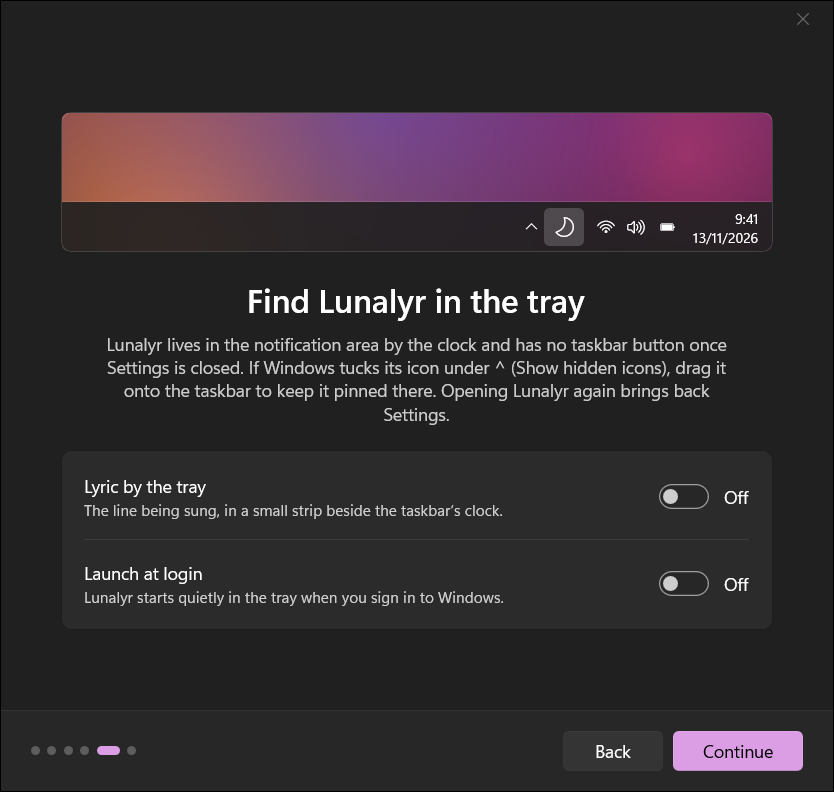 9:41
13/11/2026
Find Lunalyr in the tray
Lunalyr lives in the notification area by the clock and has no taskbar button once
Settings is closed. If Windows tucks its icon under ^ (Show hidden icons), drag it
onto the taskbar to keep it pinned there. Opening Lunalyr again brings back
Settings.
Lyric by the tray
The line being sung, in a small strip beside the taskbar’s clock.
Off
Launch at login
Lunalyr starts quietly in the tray when you sign in to Windows.
Off
Back
Continue